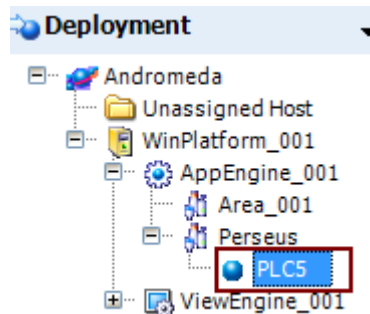 Deployment
Andromeda
Unassigned Host
WinPlatform_001
AppEngine_001
Area_001
Perseus
PLC5
ViewEngine_001